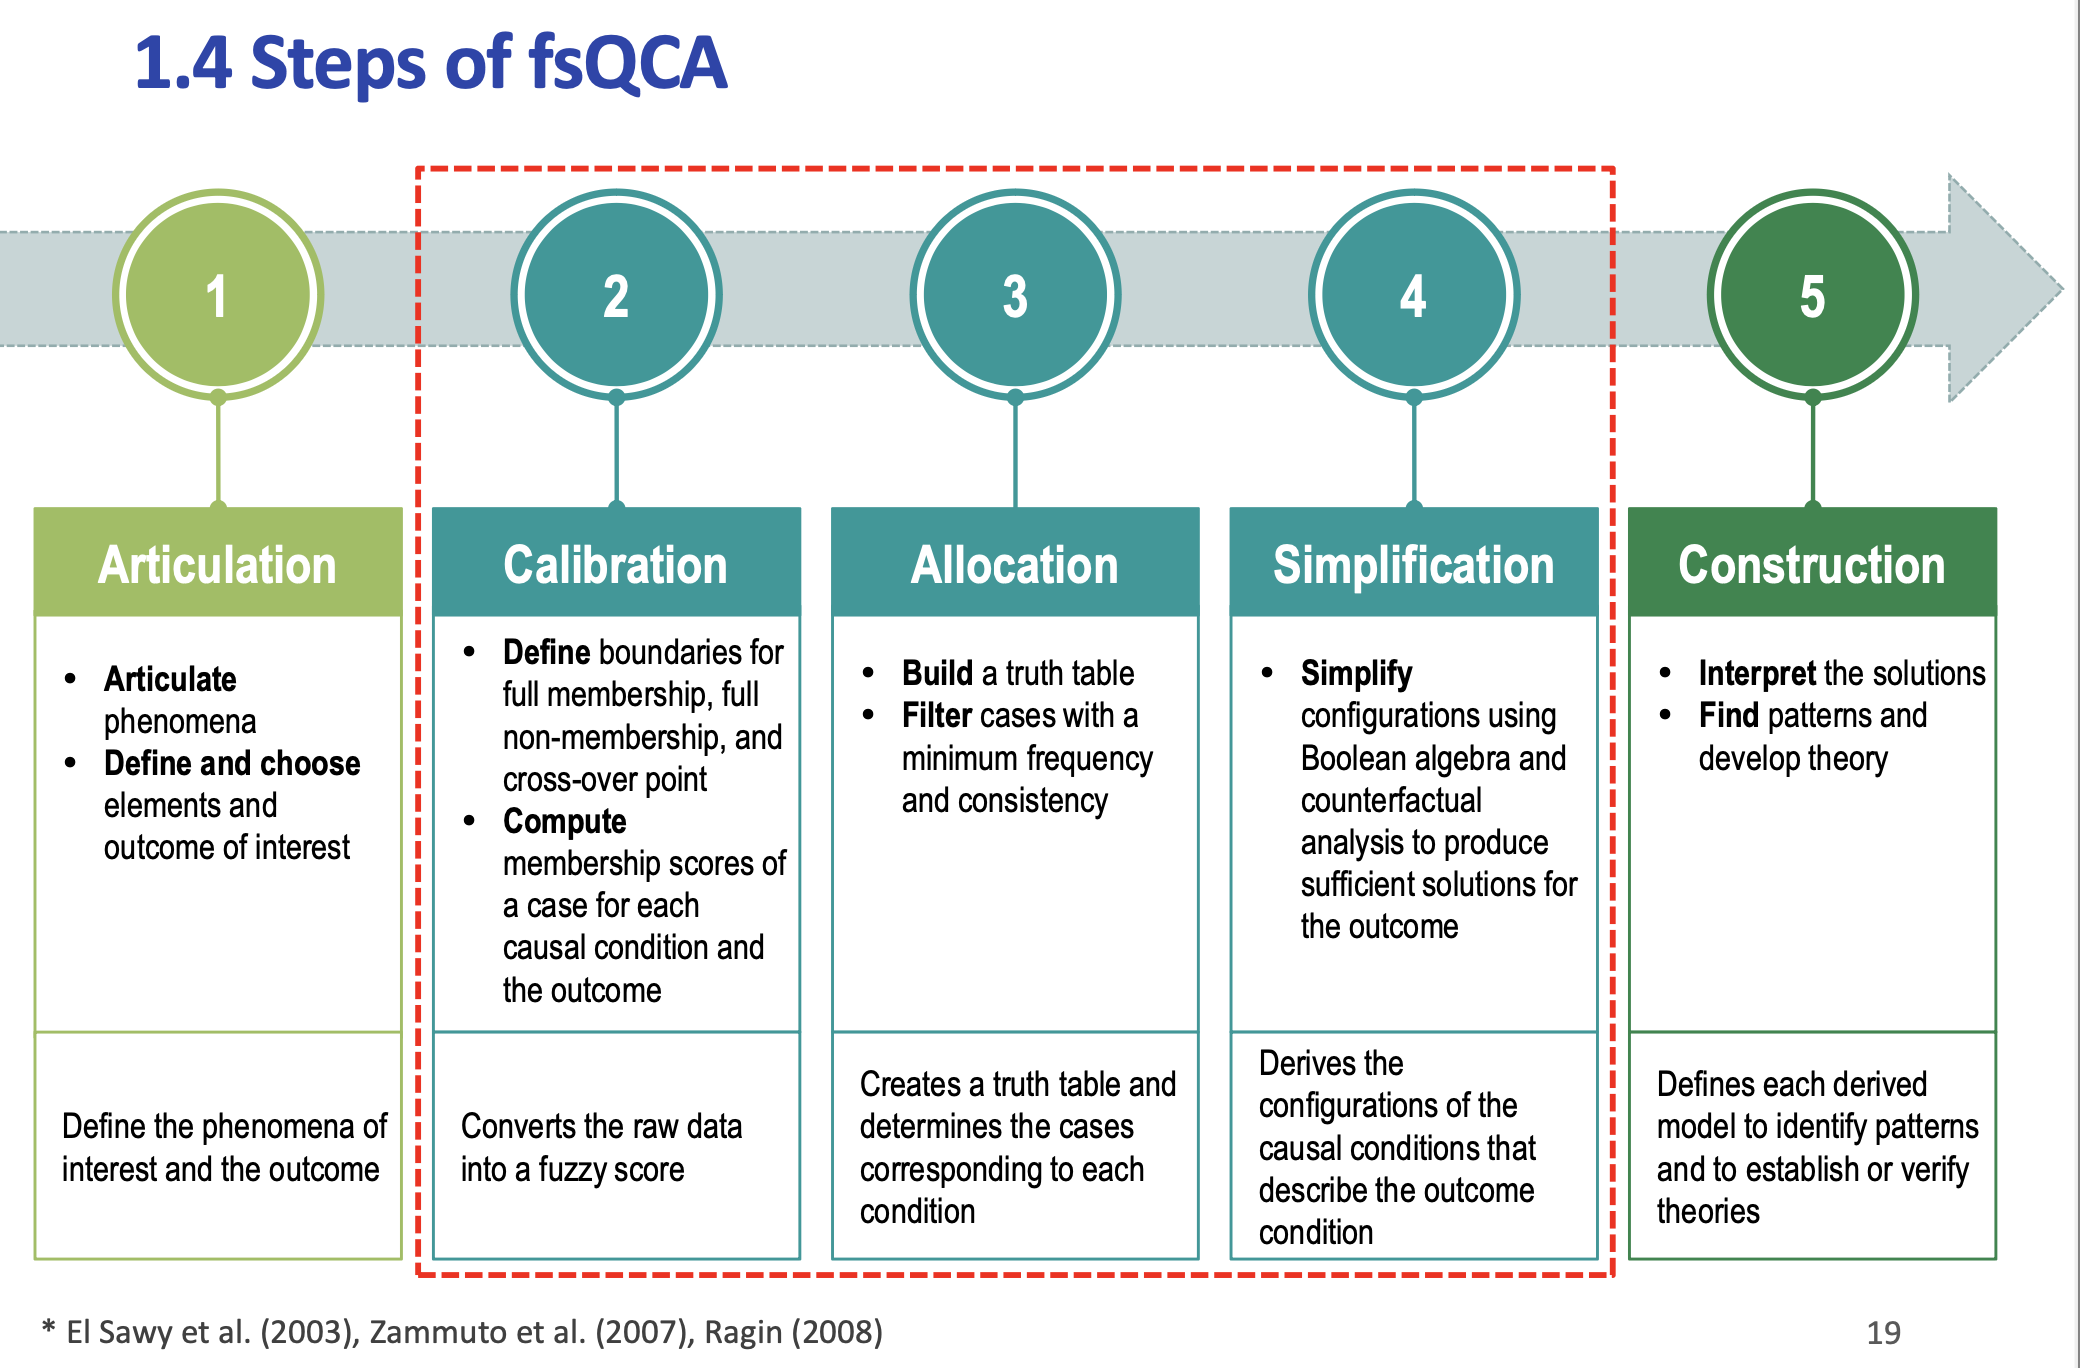 1.4 Steps of fsQCA
1
2
3
4
5
Articulation
• Articulate
phenomena
• Define and choose
elements and
outcome of interest
Define the phenomena of
interest and the outcome
Calibration
• Define boundaries for
full membership, full
non-membership, and
cross-over point
• Compute
membership scores of
a case for each
causal condition and
the outcome
Converts the raw data
into a fuzzy score
Allocation
• Build a truth table
• Filter cases with a
minimum frequency
and consistency
Creates a truth table and
determines the cases
corresponding to each
condition
Simplification
• Simplify
configurations using
Boolean algebra and
counterfactual
analysis to produce
sufficient solutions for
the outcome
Derives the
configurations of the
causal conditions that
describe the outcome
condition
Construction
• Interpret the solutions
• Find patterns and
develop theory
Defines each derived
model to identify patterns
and to establish or verify
theories
* El Sawy et al. (2003), Zammuto et al. (2007), Ragin (2008)
19